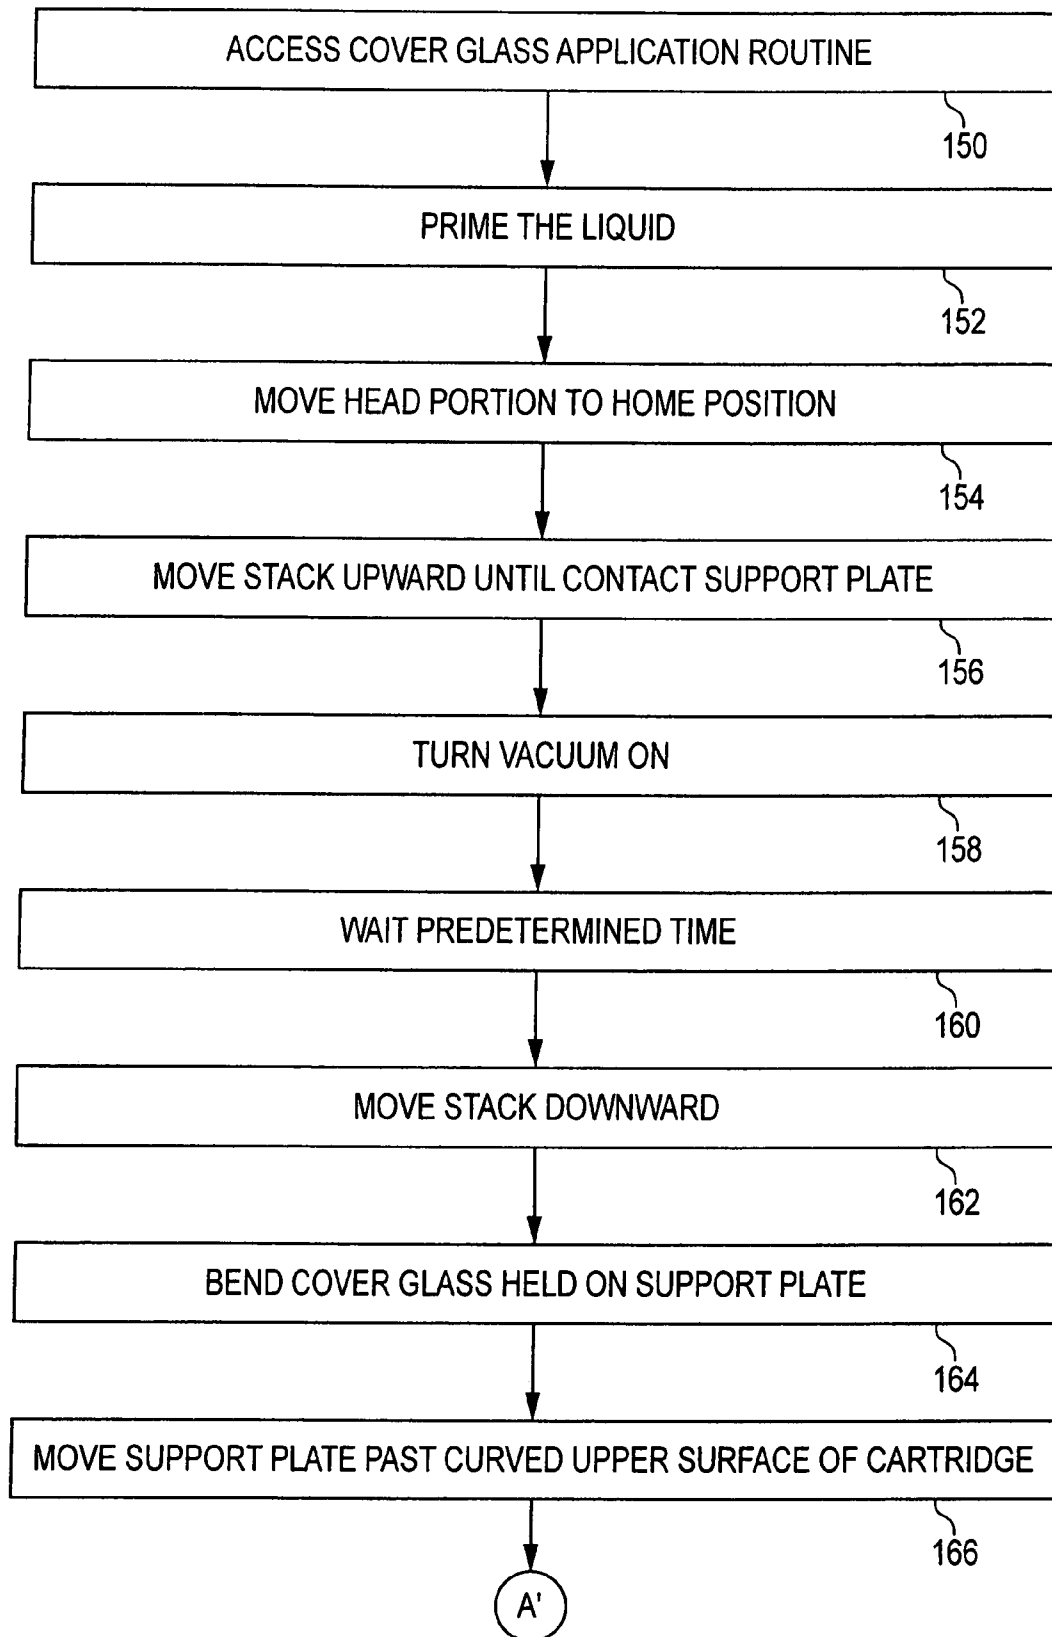 ACCESS COVER GLASS APPLICATION ROUTINE
150
PRIME THE LIQUID
152
MOVE HEAD PORTION TO HOME POSITION
154
MOVE STACK UPWARD UNTIL CONTACT SUPPORT PLATE
156
TURN VACUUM ON
158
WAIT PREDETERMINED TIME
160
MOVE STACK DOWNWARD
162
BEND COVER GLASS HELD ON SUPPORT PLATE
164
MOVE SUPPORT PLATE PAST CURVED UPPER SURFACE OF CARTRIDGE
166
A'